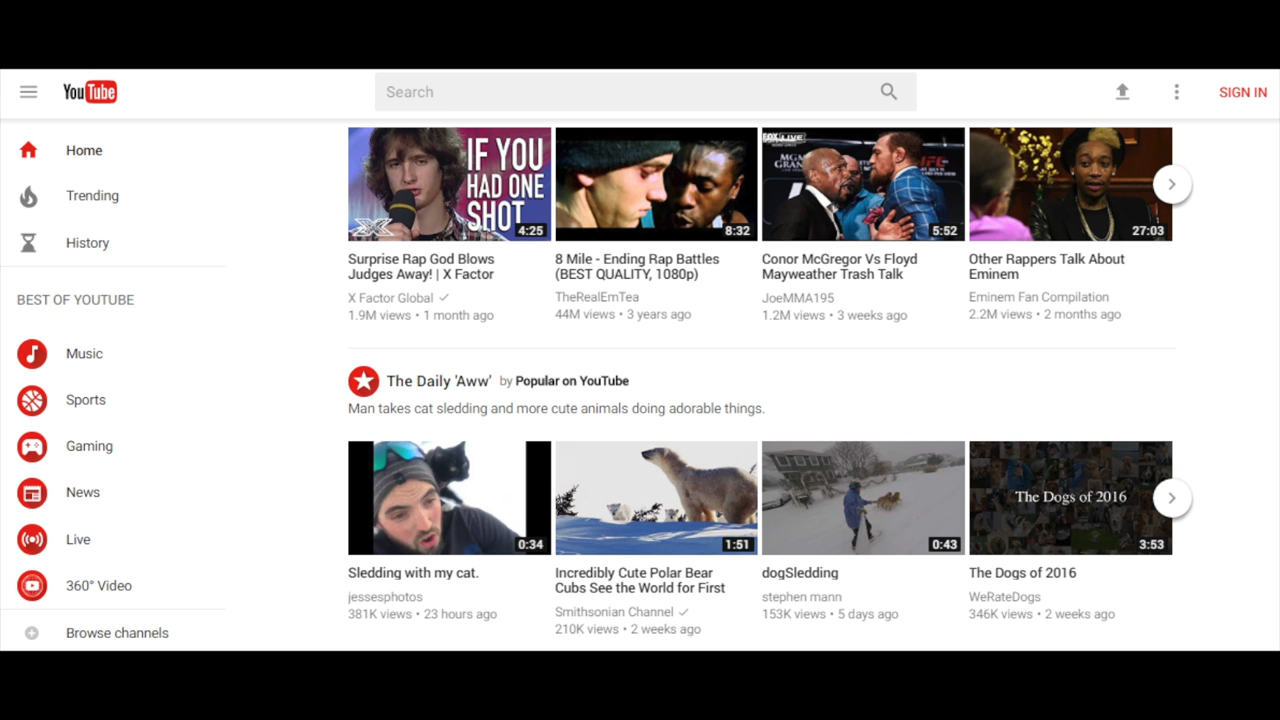 YouTube
Search
SIGN IN
Home
Trending
History
BEST OF YOUTUBE
Music
Sports
Gaming
News
Live
360° Video
Browse channels
IF YOU
HAD ONE
SHOT
4:25
Surprise Rap God Blows
Judges Away! | X Factor
X Factor Global
1.9M views • 1 month ago
8:32
8 Mile - Ending Rap Battles
(BEST QUALITY, 1080p)
TheRealEmTea
44M views • 3 years ago
FOX LIVE
MGM
GRAND
UFC
5:52
Conor McGregor Vs Floyd
Mayweather Trash Talk
JoeMMA195
1.2M views • 3 weeks ago
27:03
Other Rappers Talk About
Eminem
Eminem Fan Compilation
2.2M views • 2 months ago
The Daily 'Aww' by Popular on YouTube
Man takes cat sledding and more cute animals doing adorable things.
0:34
Sledding with my cat.
jessesphotos
381K views • 23 hours ago
1:51
Incredibly Cute Polar Bear
Cubs See the World for First
Smithsonian Channel
210K views • 2 weeks ago
0:43
dogSledding
stephen mann
153K views • 5 days ago
The Dogs of 2016
3:53
The Dogs of 2016
WeRateDogs
346K views • 2 weeks ago